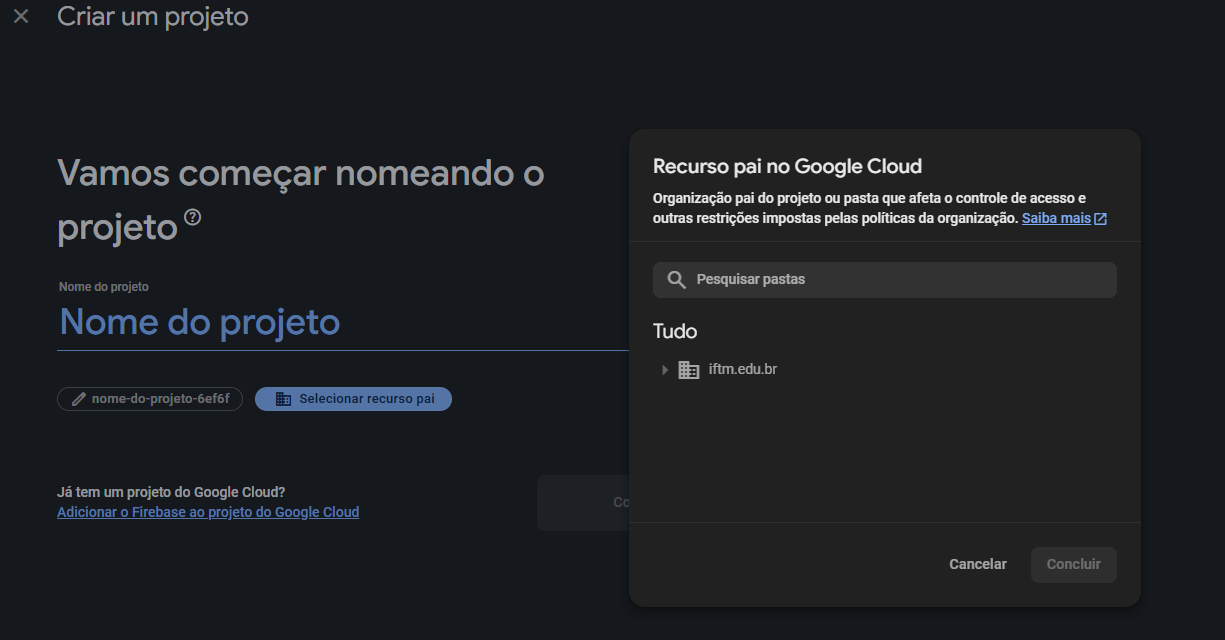 Criar um projeto
Vamos começar nomeando o
projeto
Nome do projeto
Nome do projeto
nome-do-projeto-6ef6f
Selecionar recurso pai
Já tem um projeto do Google Cloud?
Adicionar o Firebase ao projeto do Google Cloud
Co
Recurso pai no Google Cloud
Organização pai do projeto ou pasta que afeta o controle de acesso e
outras restrições impostas pelas políticas da organização. Saiba mais
Pesquisar pastas
Tudo
iftm.edu.br
Cancelar
Concluir